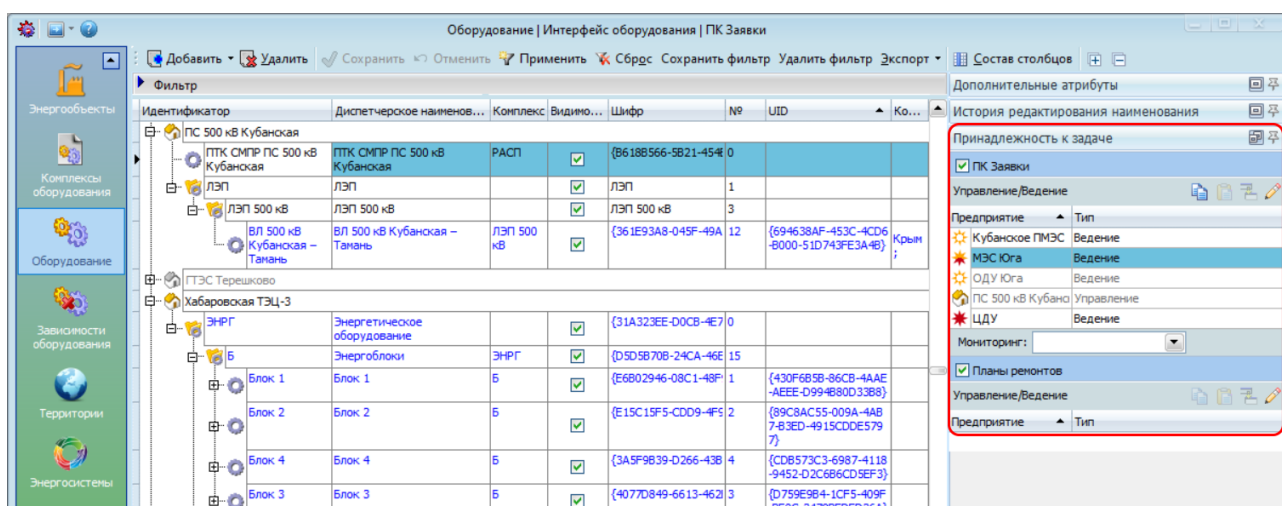 Оборудование | Интерфейс оборудования | ПК Заявки
Добавить Удалить Сохранить Отменить Применить Сброс Сохранить фильтр Удалить фильтр Экспорт Состав столбцов
Энергообъекты
Комплексы
оборудования
Оборудование
Зависимости
оборудования
Территории
Энергосистемы
Фильтр
Идентификатор Диспетчерское наименов... Комплекс Видимо... Шифр № UID Ко...
ПС 500 кВ Кубанская
ПТК СМПР ПС 500 кВ ПТК СМПР ПС 500 кВ РАСП {B618B566-5B21-454E 0
Кубанская Кубанская
ЛЭП ЛЭП ЛЭП 1
ЛЭП 500 кВ ЛЭП 500 кВ ЛЭП 500 кВ 3
ВЛ 500 кВ ВЛ 500 кВ Кубанская – ЛЭП 500 {361E93A8-045F-49A 12 {694638AF-453C-4CD6
Кубанская – Тамань кВ -B000-51D743FE3A4B} Крым
Тамань ;
ГТЭС Терешково
Хабаровская ТЭЦ-3
ЭНРГ Энергетическое {31A323EE-D0CB-4E7 0
оборудование
Б Энергоблоки ЭНРГ {D5D5B70B-24CA-46E 15
Блок 1 Блок 1 Б {E6B02946-08C1-48F 1 {430F6B5B-86CB-4AAE
-AEEE-D994B80D33B8}
Блок 2 Блок 2 Б {E15C15F5-CDD9-4F9 2 {89C8AC55-009A-4AB
7-B3ED-4915CDDE579
7}
Блок 4 Блок 4 Б {3A5F9B39-D266-43B 4 {CDB573C3-6987-4118
-9452-D2C6B6CD5EF3}
Блок 3 Блок 3 Б {4077D849-6613-462 3 {D759E9B4-1CF5-409F
Дополнительные атрибуты
История редактирования наименования
Принадлежность к задаче
ПК Заявки
Управление/Ведение
Предприятие Тип
Кубанское ПМЭС Ведение
МЭС Юга Ведение
ОДУ Юга Ведение
ПС 500 кВ Кубанс Управление
ЦДУ Ведение
Мониторинг:
Планы ремонтов
Управление/Ведение
Предприятие Тип